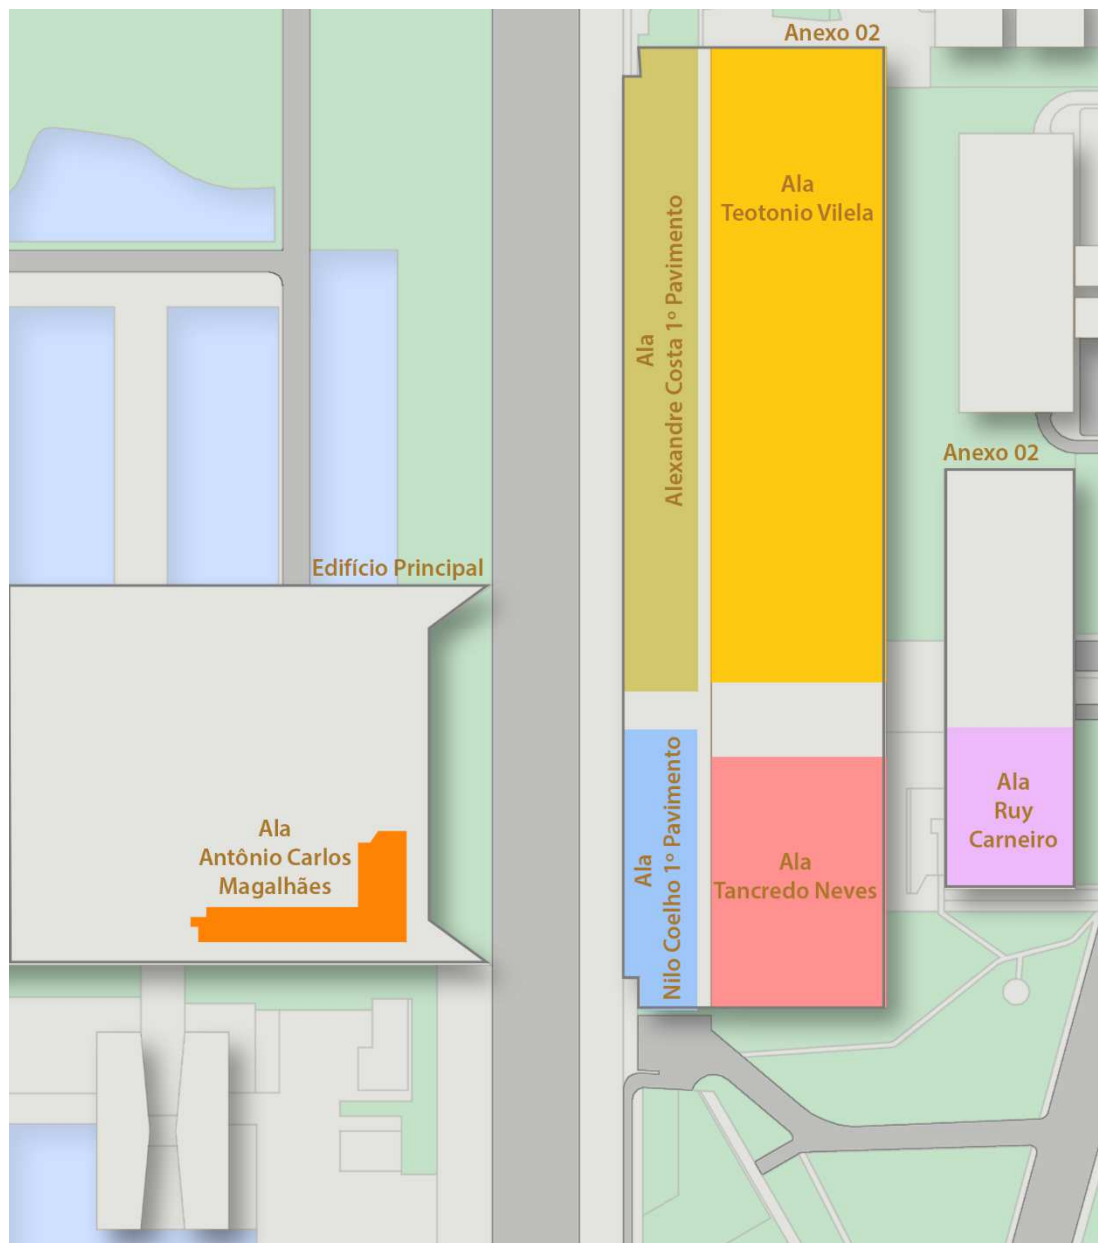 Anexo 02
Ala
Teotonio Vilela
Ala
Alexandre Costa 1º Pavimento
Anexo 02
Edifício Principal
Ala
Antônio Carlos
Magalhães
Ala
Nilo Coelho 1º Pavimento
Ala
Tancredo Neves
Ala
Ruy
Carneiro